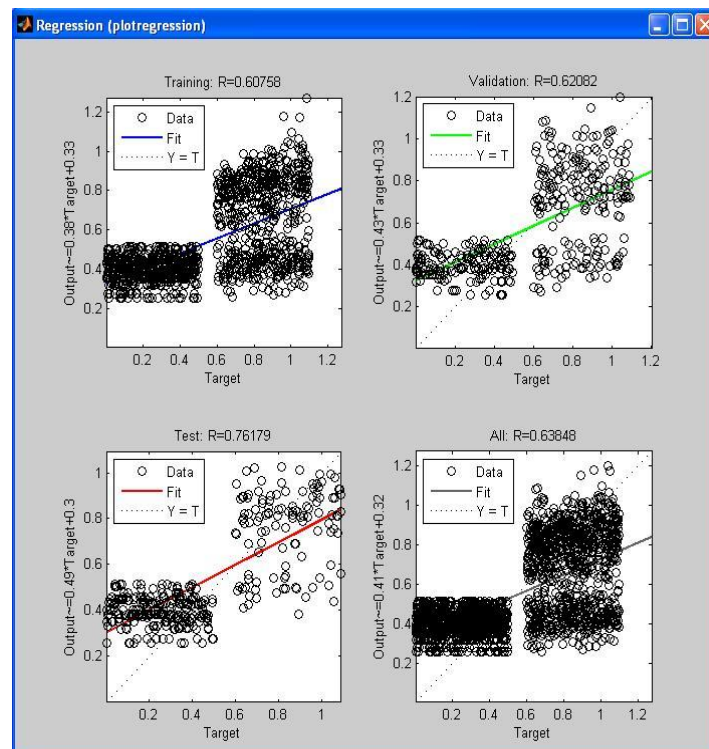 Regression (plotregression)
Training: R=0.60758
Data
Fit
Y = T
Output~=0.38*Target+0.33
1.2
1
0.8
0.6
0.4
0.2
0.2 0.4 0.6 0.8 1 1.2
Target
Validation: R=0.62082
Data
Fit
Y = T
Output~=0.43*Target+0.33
1.2
1
0.8
0.6
0.4
0.2
0.2 0.4 0.6 0.8 1 1.2
Target
Test: R=0.76179
Data
Fit
Y = T
Output~=0.49*Target+0.3
1
0.8
0.6
0.4
0.2
0.2 0.4 0.6 0.8 1
Target
All: R=0.63848
Data
Fit
Y = T
Output~=0.41*Target+0.32
1.2
1
0.8
0.6
0.4
0.2
0.2 0.4 0.6 0.8 1 1.2
Target